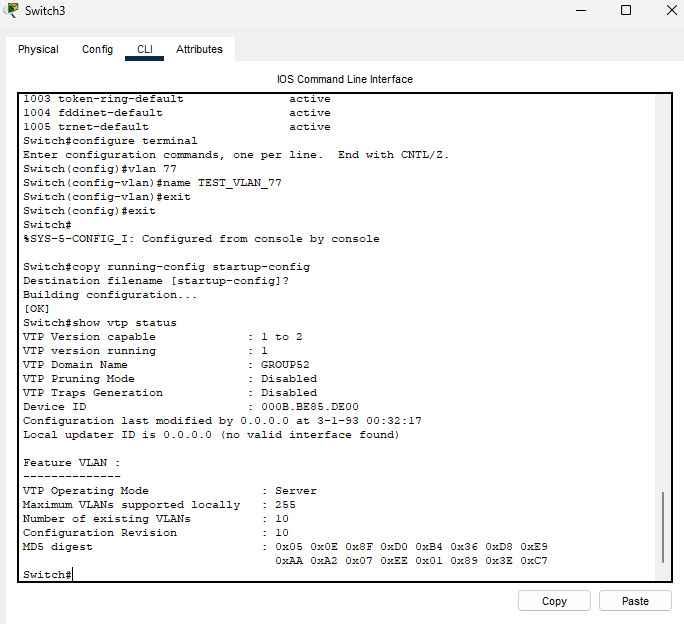 Switch3
Physical Config CLI Attributes
IOS Command Line Interface
1003 token-ring-default active
1004 fddinet-default active
1005 trnet-default active
Switch#configure terminal
Enter configuration commands, one per line. End with CNTL/Z.
Switch(config)#vlan 77
Switch(config-vlan)#name TEST_VLAN_77
Switch(config-vlan)#exit
Switch(config)#exit
Switch#
%SYS-5-CONFIG_I: Configured from console by console
Switch#copy running-config startup-config
Destination filename [startup-config]?
Building configuration...
[OK]
Switch#show vtp status
VTP Version capable : 1 to 2
VTP version running : 1
VTP Domain Name : GROUP52
VTP Pruning Mode : Disabled
VTP Traps Generation : Disabled
Device ID : 000B.BE85.DE00
Configuration last modified by 0.0.0.0 at 3-1-93 00:32:17
Local updater ID is 0.0.0.0 (no valid interface found)
Feature VLAN :
--------------
VTP Operating Mode : Server
Maximum VLANs supported locally : 255
Number of existing VLANs : 10
Configuration Revision : 10
MD5 digest : 0x05 0x0E 0x8F 0xD0 0xB4 0x36 0xD8 0xE9
0xAA 0xA2 0x07 0xEE 0x01 0x89 0x3E 0xC7
Switch#
Copy Paste